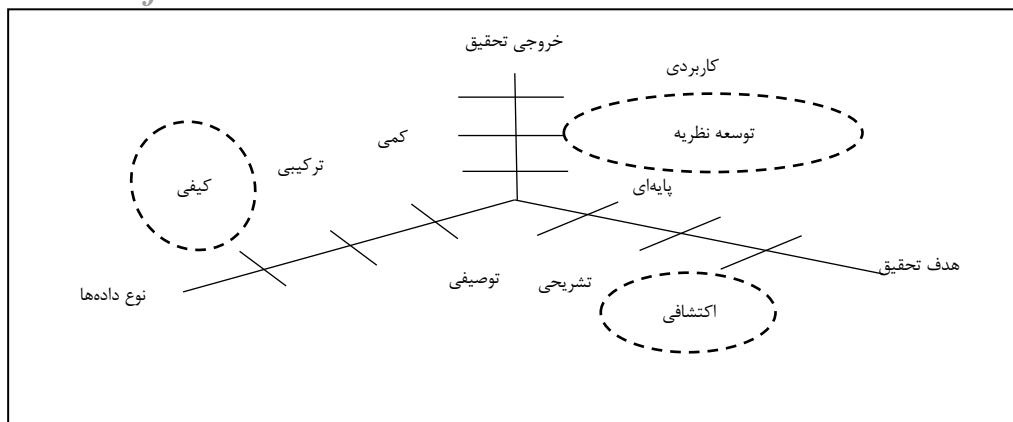 خروجی تحقیق
کاربردی
توسعه نظریه
پایه‌ای
کمی
ترکیبی
کیفی
نوع داده‌ها
توصیفی
تشریحی
اکتشافی
هدف تحقیق